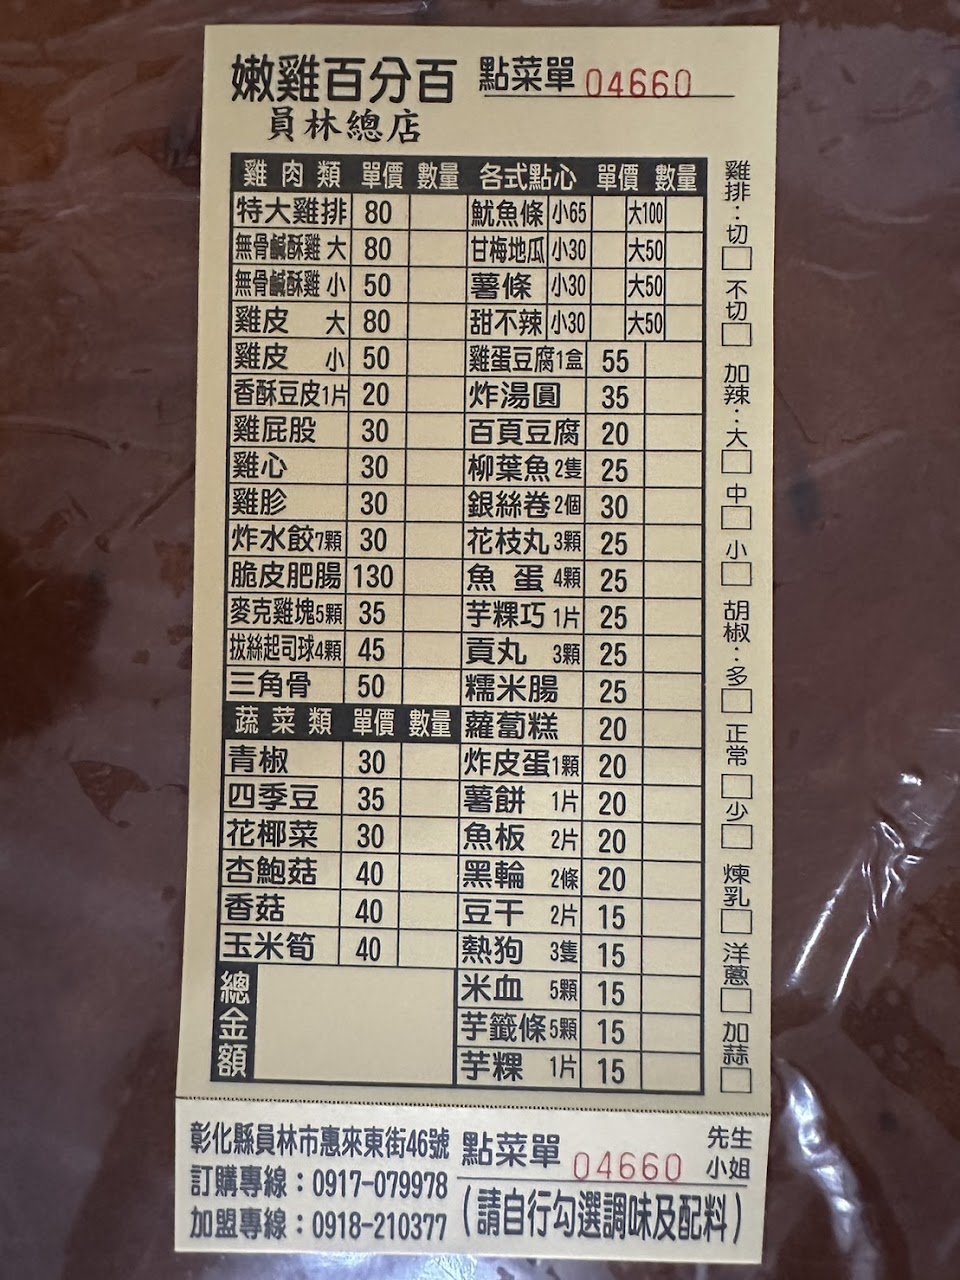 嫩雞百分百 點菜單 04660
員林總店
雞肉類 單價 數量
特大雞排 80
無骨鹹酥雞 大 80
無骨鹹酥雞 小 50
雞皮 大 80
雞皮 小 50
香酥豆皮1片 20
雞屁股 30
雞心 30
雞胗 30
炸水餃7顆 30
脆皮肥腸 130
麥克雞塊5顆 35
拔絲起司球4顆 45
三角骨 50
蔬菜類 單價 數量
青椒 30
四季豆 35
花椰菜 30
杏鮑菇 40
香菇 40
玉米筍 40
總金額
各式點心 單價 數量
魷魚條 小65 大100
甘梅地瓜 小30 大50
薯條 小30 大50
甜不辣 小30 大50
雞蛋豆腐1盒 55
炸湯圓 35
百頁豆腐 20
柳葉魚2隻 25
銀絲卷2個 30
花枝丸3顆 25
魚蛋 4顆 25
芋粿巧 1片 25
貢丸 3顆 25
糯米腸 25
蘿蔔糕 20
炸皮蛋1顆 20
薯餅 1片 20
魚板 2片 20
黑輪 2條 20
豆干 2片 15
熱狗 3隻 15
米血 5顆 15
芋籤條5顆 15
芋粿 1片 15
雞排：切□ 不切□ 加辣：大□ 中□ 小□ 胡椒：多□ 正常□ 少□ 煉乳□ 洋蔥□ 加蒜□
彰化縣員林市惠來東街46號
訂購專線：0917-079978
加盟專線：0918-210377
點菜單 04660 先生
小姐
(請自行勾選調味及配料)